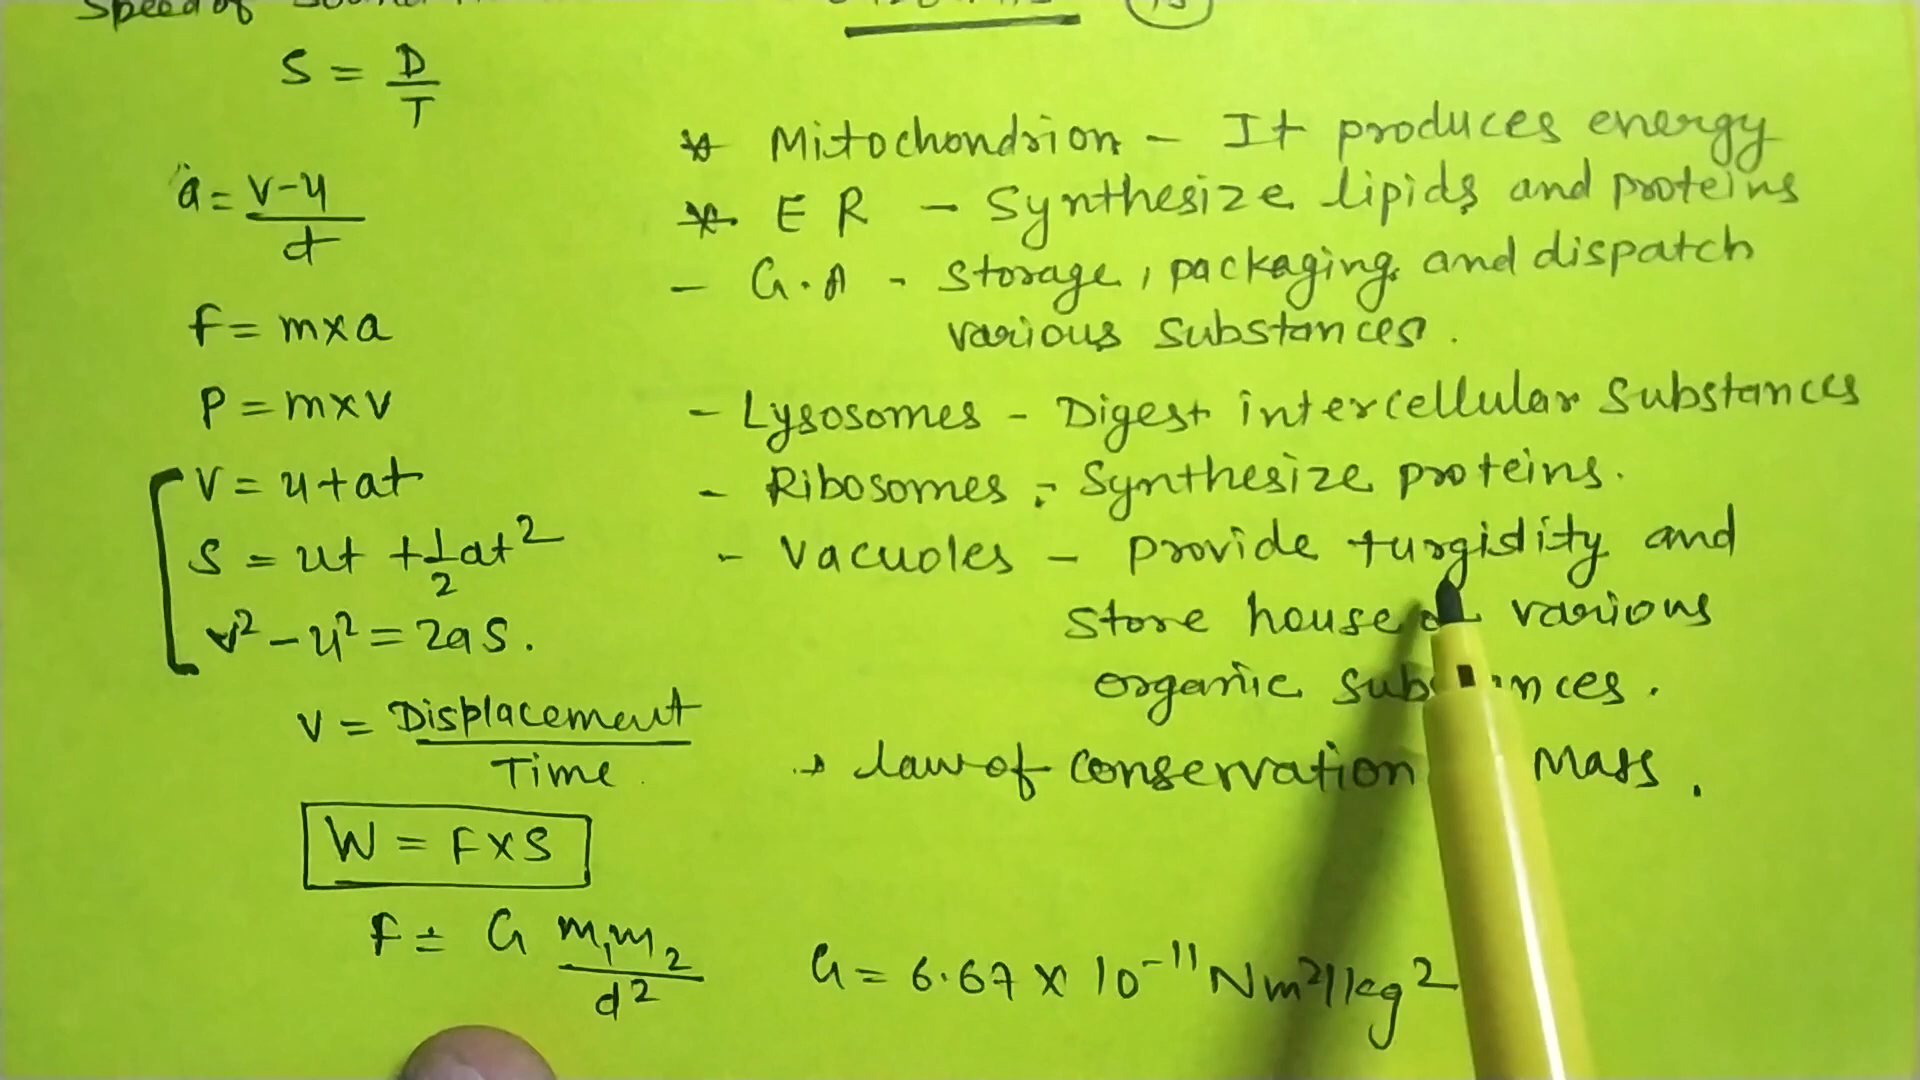 Speed of
S = D/T
a = v-u/t
F = m x a
P = m x v
v = u + at
S = ut + 1/2 at²
v² - u² = 2as.
v = Displacement/Time.
W = F x S
F = G m₁m₂/d²
* Mitochondrion - It produces energy
* E R - Synthesize lipids and proteins
- G.A - Storage, packaging and dispatch
various substances.
- Lysosomes - Digest intercellular substances
- Ribosomes - Synthesize proteins.
- Vacuoles - Provide turgidity and
store house various
organic
→ law of conservation Mass.
G = 6.67 x 10⁻¹¹ Nm²/kg²